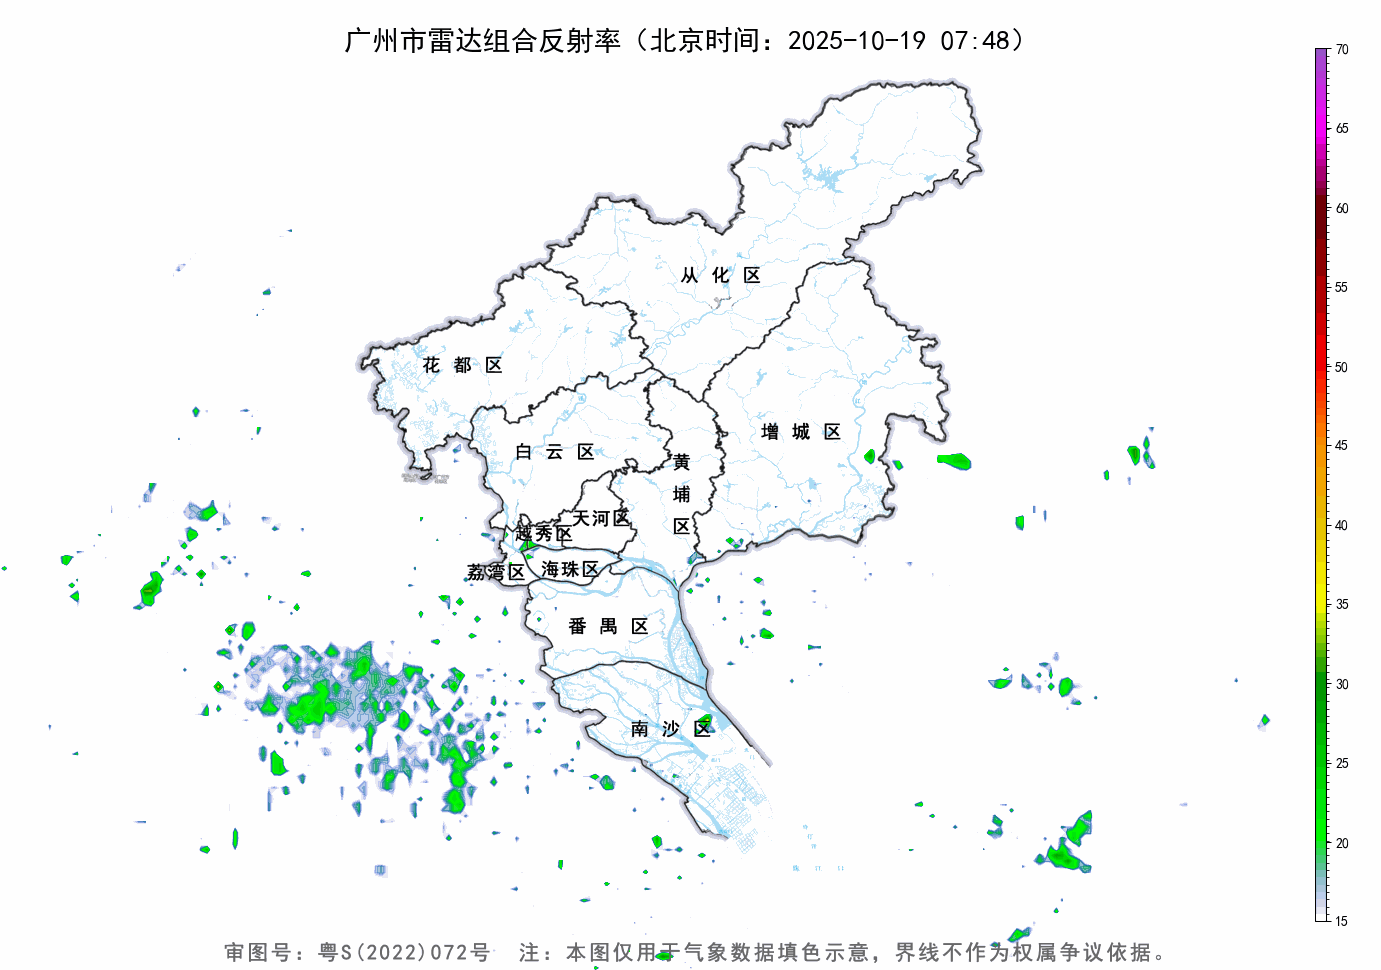 广州市雷达组合反射率（北京时间：2025-10-19 07:48）
70
65
60
55
50
45
40
35
30
25
20
15
从化区
花都区
增城区
白云区
黄埔区
天河区
越秀区
荔湾区
海珠区
番禺区
南沙区
审图号：粤S(2022)072号 注：本图仅用于气象数据填色示意，界线不作为权属争议依据。